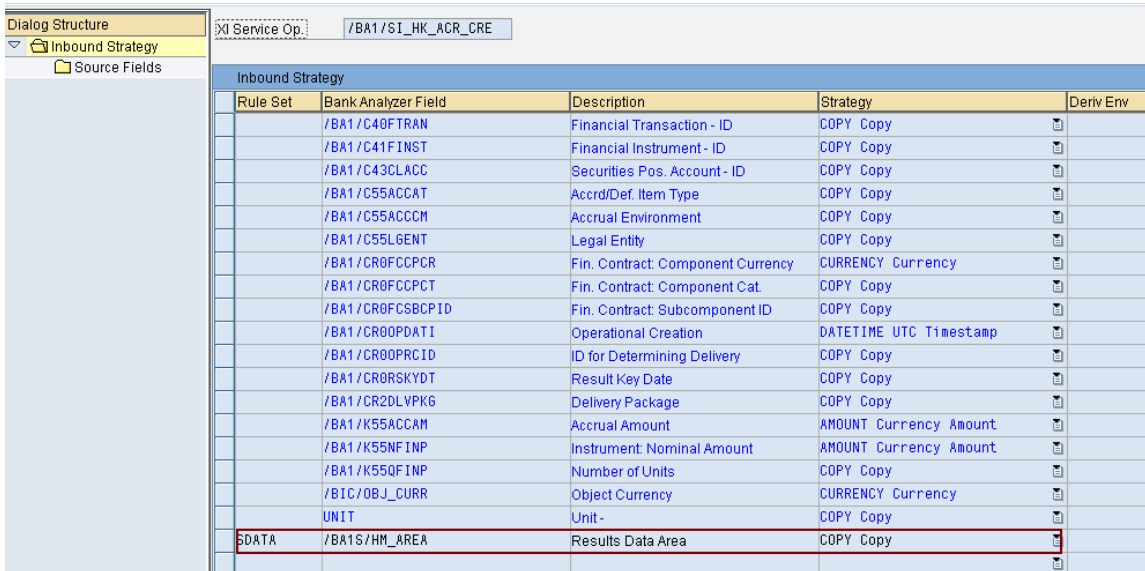 Dialog Structure
Inbound Strategy
Source Fields
XI Service Op. /BA1/SI_HK_ACR_CRE
Inbound Strategy
Rule Set Bank Analyzer Field Description Strategy Deriv Env
/BA1/C40FTRAN Financial Transaction - ID COPY Copy
/BA1/C41FINST Financial Instrument - ID COPY Copy
/BA1/C43CLACC Securities Pos. Account - ID COPY Copy
/BA1/C55ACCAT Accrd/Def. Item Type COPY Copy
/BA1/C55ACCCM Accrual Environment COPY Copy
/BA1/C55LGENT Legal Entity COPY Copy
/BA1/CR0FCCPCR Fin. Contract: Component Currency CURRENCY Currency
/BA1/CR0FCCPCT Fin. Contract: Component Cat. COPY Copy
/BA1/CR0FCSBCPID Fin. Contract: Subcomponent ID COPY Copy
/BA1/CR0OPDATI Operational Creation DATETIME UTC Timestamp
/BA1/CR0OPRCID ID for Determining Delivery COPY Copy
/BA1/CR0RSKYDT Result Key Date COPY Copy
/BA1/CR2DLVPKG Delivery Package COPY Copy
/BA1/K55ACCAM Accrual Amount AMOUNT Currency Amount
/BA1/K55NFINP Instrument: Nominal Amount AMOUNT Currency Amount
/BA1/K55QFINP Number of Units COPY Copy
/BIC/OBJ_CURR Object Currency CURRENCY Currency
UNIT Unit - COPY Copy
SDATA /BA1S/HM_AREA Results Data Area COPY Copy